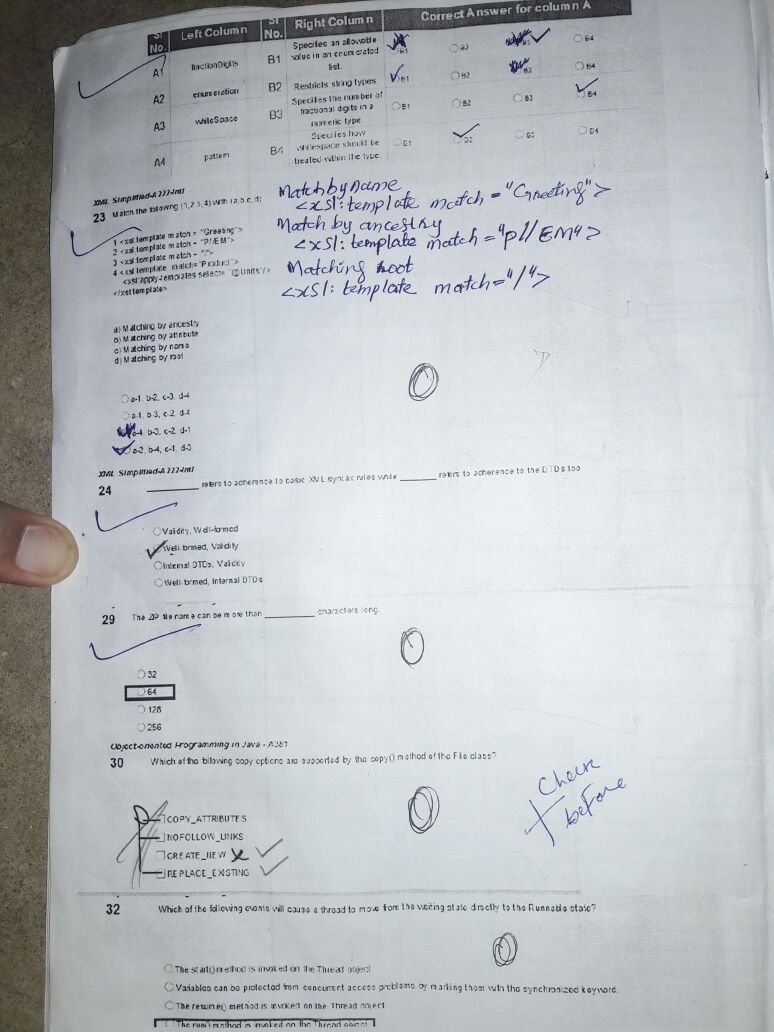 Sl No. Left Column Sl No. Right Column Correct Answer for column A
A1 fractionDigits B1 Specifies an allowable value in an enumerated list. B1 B2 B3 B4
A2 enumeration B2 Restricts string types B1 B2 B3 B4
A3 whiteSpace B3 Specifies the number of fractional digits in a numeric type B1 B2 B3 B4
A4 pattern B4 Specifies how whitespace should be treated within the type. B1 B2 B3 B4
XML Simplified-A222-Intl
23 Match the following (1,2,3,4) with (a,b,c,d)
1 <xsl:template match = "Greeting">
2 <xsl:template match = "P//EM">
3 <xsl:template match = "/">
4 <xsl:template match="Product">
<xsl:apply-templates select= "@Units"/>
</xsl:template>
Match by name
<xSl: template match = "Greeting">
Match by ancestry
<xSl: template match = "P//EM">
Matching root
<xSl: template match="/">
a) Matching by ancestry
b) Matching by attribute
c) Matching by name
d) Matching by root
a-1, b-2, c-3, d-4
a-1, b-3, c-2, d-4
a-4, b-3, c-2, d-1
a-2, b-4, c-1, d-3
XML Simplified-A222-Intl
24 ________ refers to adherence to basic XML syntax rules while ______ refers to adherence to the DTDs too
Validity, Well-formed
Well-formed, Validity
Internal DTDs, Validity
Well-formed, Internal DTDs
29 The ZIP file name can be more than ________ characters long.
32
64
128
256
Object-oriented Programming in Java - A381
30 Which of the following copy options are supported by the copy() method of the File class?
COPY_ATTRIBUTES
NOFOLLOW_LINKS
CREATE_NEW
REPLACE_EXISTING
Check
before
32 Which of the following events will cause a thread to move from the waiting state directly to the Runnable state?
The start() method is invoked on the Thread object
Variables can be protected from concurrent access problems by marking them with the synchronized keyword.
The resume() method is invoked on the Thread object
The run() method is invoked on the Thread object